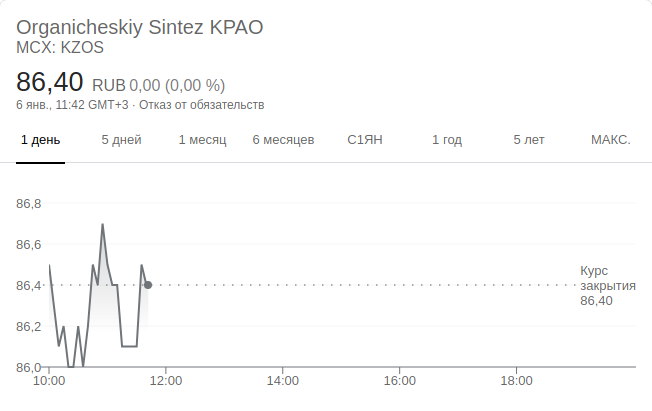 Organicheskiy Sintez KPAO
MCX: KZOS
86,40 RUB 0,00 (0,00 %)
6 янв., 11:42 GMT+3 · Отказ от обязательств
1 день 5 дней 1 месяц 6 месяцев С1ЯН 1 год 5 лет МАКС.
86,8
86,6
86,4
86,2
86,0
Курс
закрытия
86,40
10:00 12:00 14:00 16:00 18:00